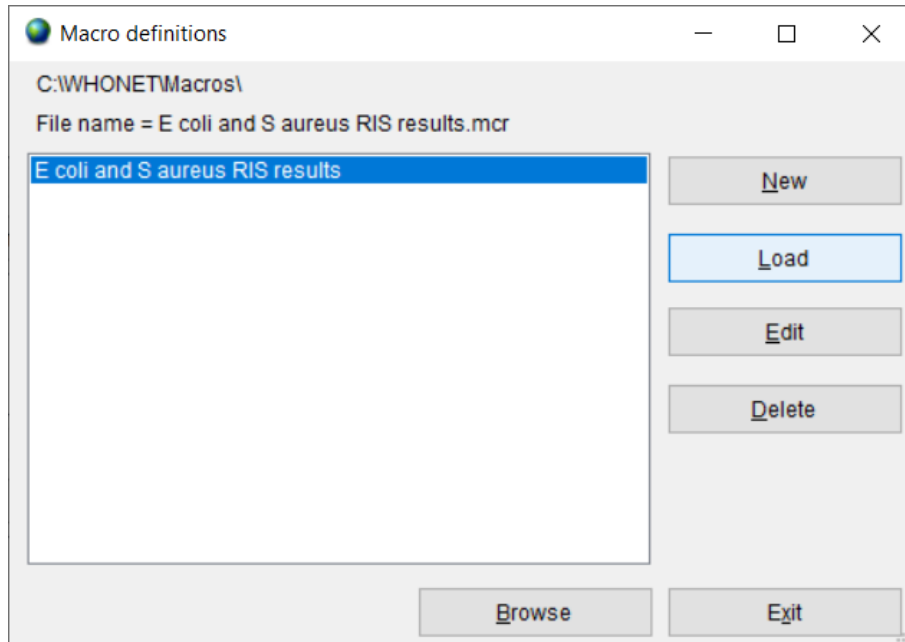 Macro definitions
C:\WHONET\Macros\
File name = E coli and S aureus RIS results.mcr
E coli and S aureus RIS results
New
Load
Edit
Delete
Browse
Exit